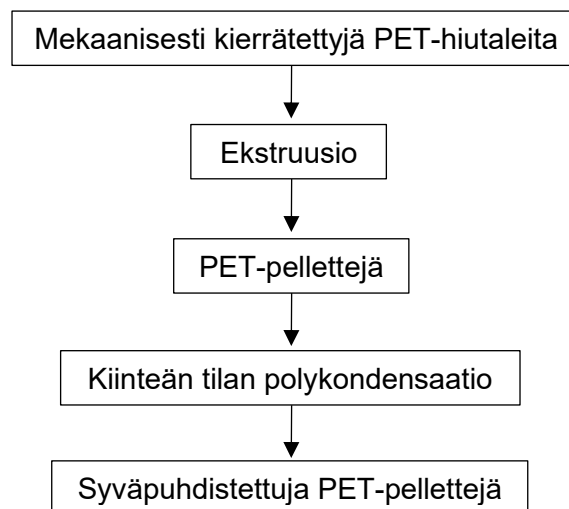 Mekaanisesti kierrätettyjä PET-hiutaleita
Ekstruusio
PET-pellettejä
Kiinteän tilan polykondensaatio
Syväpuhdistettuja PET-pellettejä